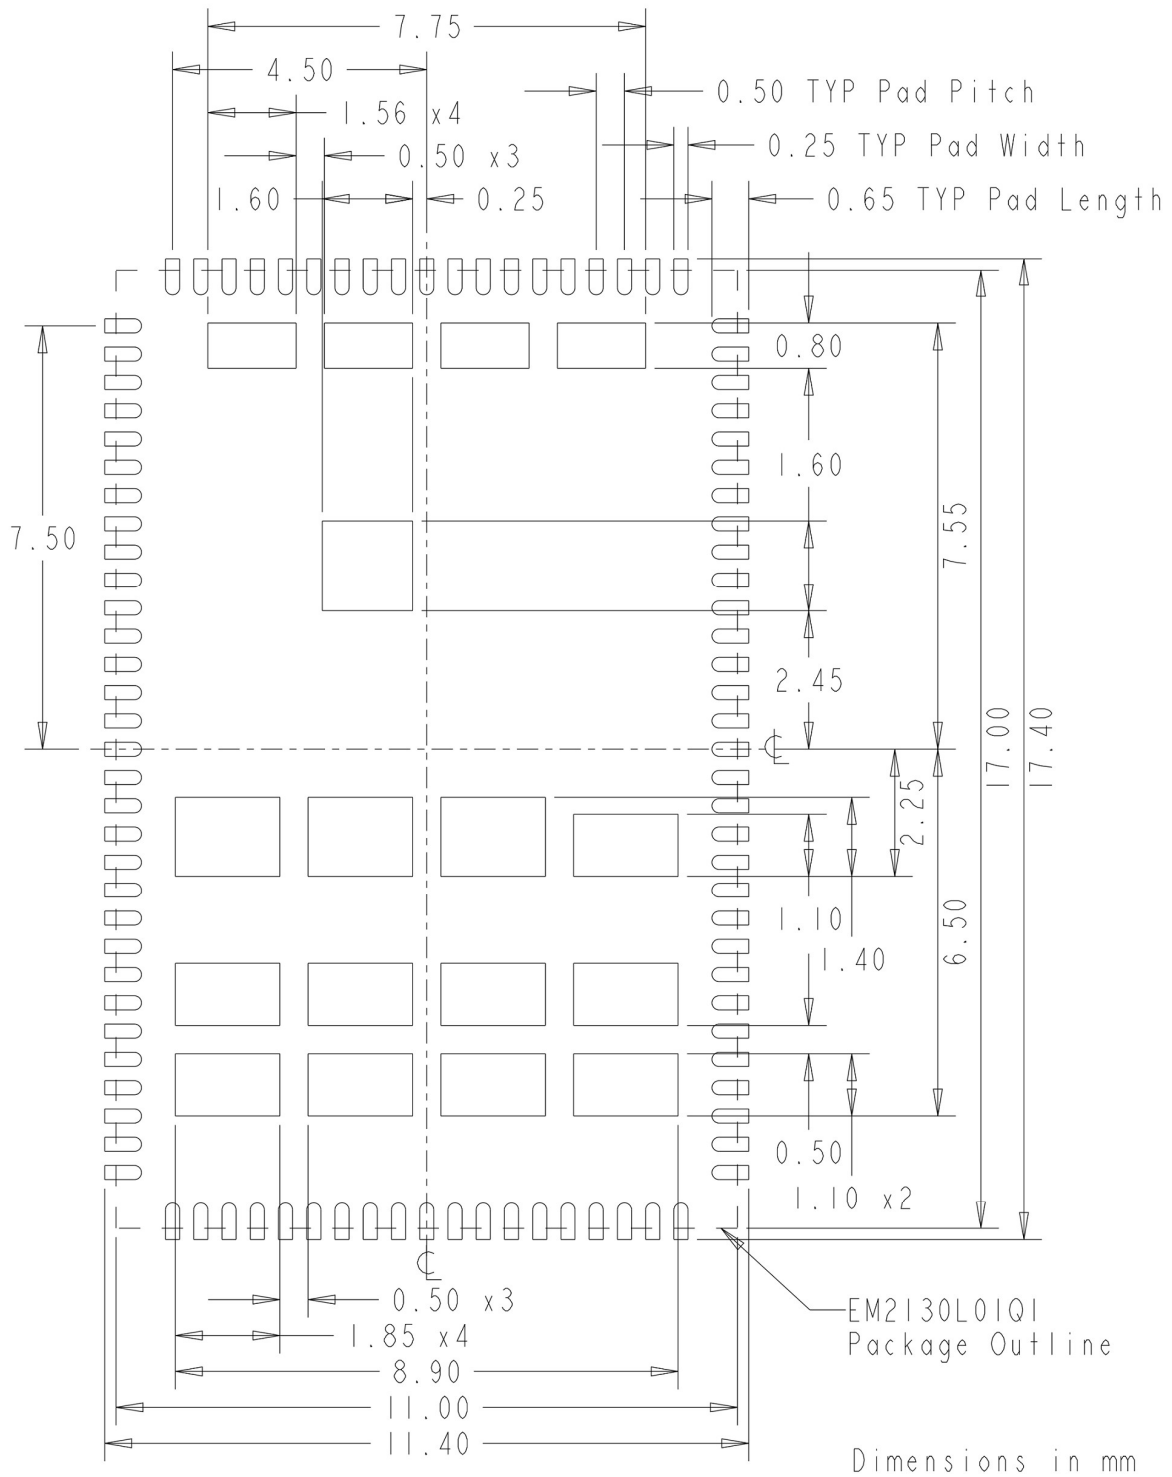 7.75
4.50
0.50 TYP Pad Pitch
1.56 x4
0.25 TYP Pad Width
0.50 x3
1.60
0.25
0.65 TYP Pad Length
0.80
1.60
7.50
7.55
2.45
17.00
17.40
2.25
1.10
6.50
1.40
0.50
1.10 x2
0.50 x3
EM2130L01QI
1.85 x4
Package Outline
8.90
11.00
11.40
Dimensions in mm